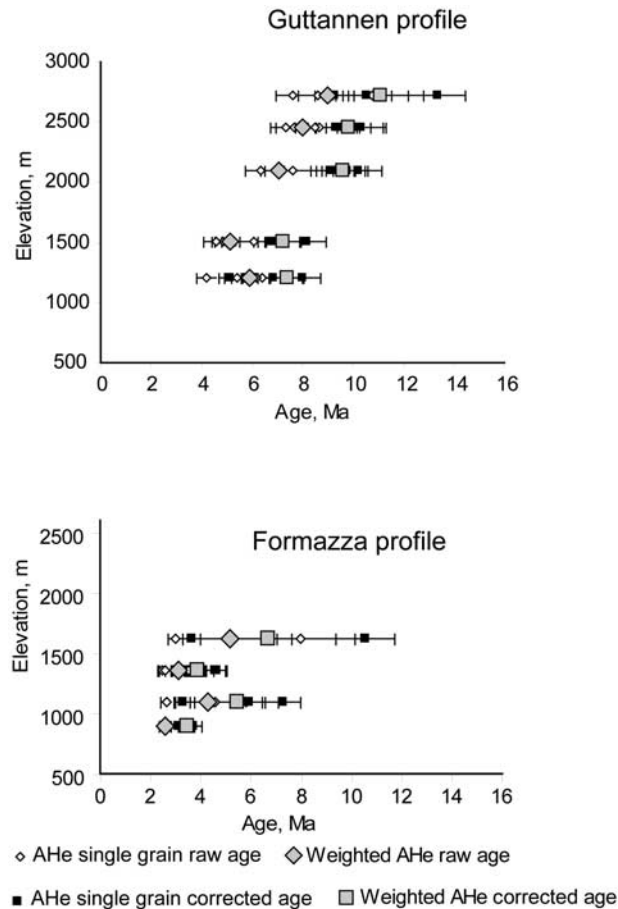 Guttannen profile
3000
2500
2000
1500
1000
500
Elevation, m
0 2 4 6 8 10 12 14 16
Age, Ma
Formazza profile
2500
2000
1500
1000
500
Elevation, m
0 2 4 6 8 10 12 14 16
Age, Ma
AHe single grain raw age Weighted AHe raw age
AHe single grain corrected age Weighted AHe corrected age